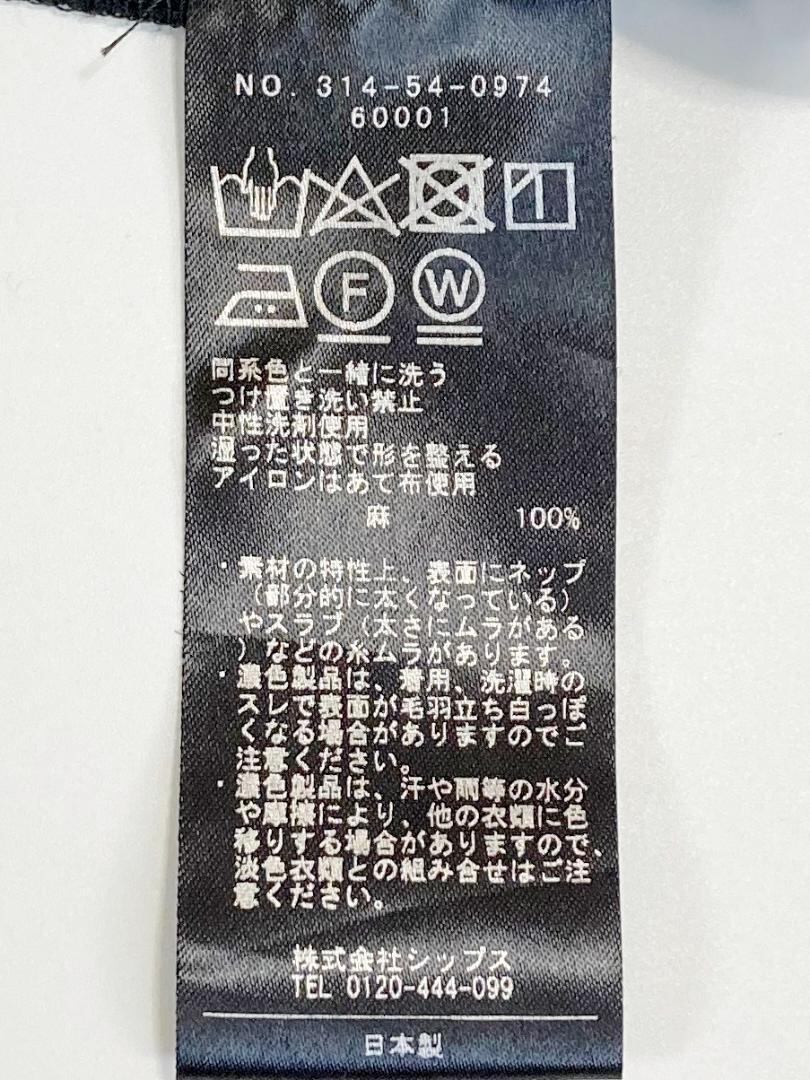 NO. 314-54-0974
60001
F W
同系色と一緒に洗う
つけ置き洗い禁止
中性洗剤使用
湿った状態で形を整える
アイロンはあて布使用
麻 100%
・素材の特性上、表面にネップ
(部分的に太くなっている)
やスラブ(太さにムラがある
)などの糸ムラがあります。
・濃色製品は、着用、洗濯時の
スレで表面が毛羽立ち白っぽ
くなる場合がありますのでご
注意ください。
・濃色製品は、汗や雨等の水分
や摩擦により、他の衣類に色
移りする場合がありますので、
淡色衣類との組み合せはご注
意ください。
株式会社シップス
TEL 0120-444-099
日本製